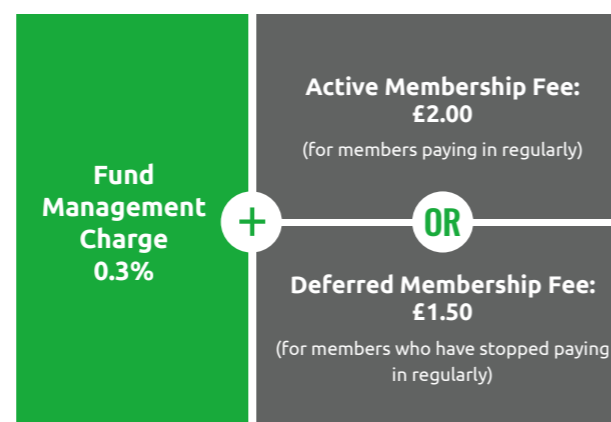 Fund
Management
Charge
0.3%
+
Active Membership Fee:
£2.00
(for members paying in regularly)
OR
Deferred Membership Fee:
£1.50
(for members who have stopped paying
in regularly)